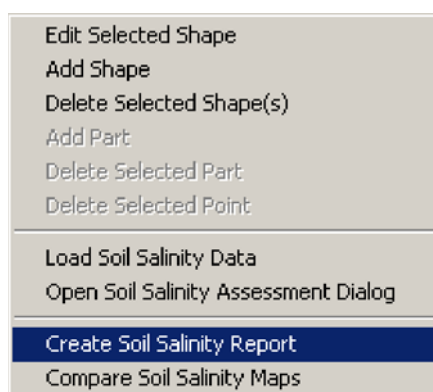 Edit Selected Shape
Add Shape
Delete Selected Shape(s)
Add Part
Delete Selected Part
Delete Selected Point
Load Soil Salinity Data
Open Soil Salinity Assessment Dialog
Create Soil Salinity Report
Compare Soil Salinity Maps